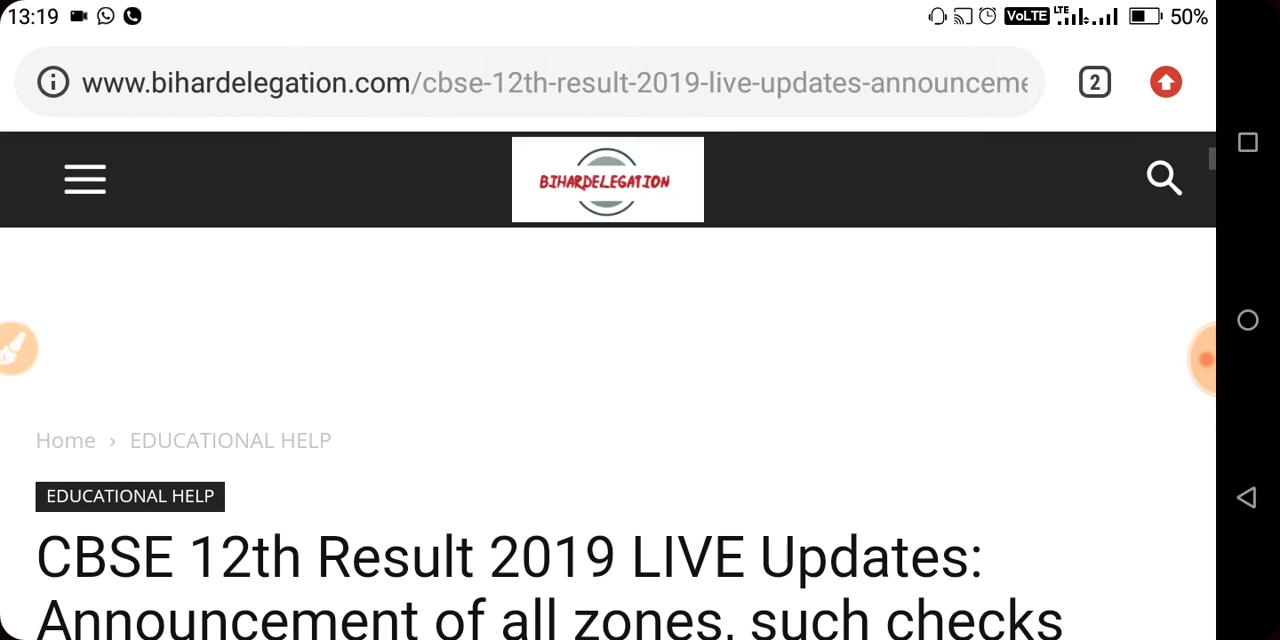 13:19 VoLTE LTE 50%
www.bihardelegation.com/cbse-12th-result-2019-live-updates-announceme
2
BIHARDELEGATION
Home › EDUCATIONAL HELP
EDUCATIONAL HELP
CBSE 12th Result 2019 LIVE Updates:
Announcement of all zones, such checks